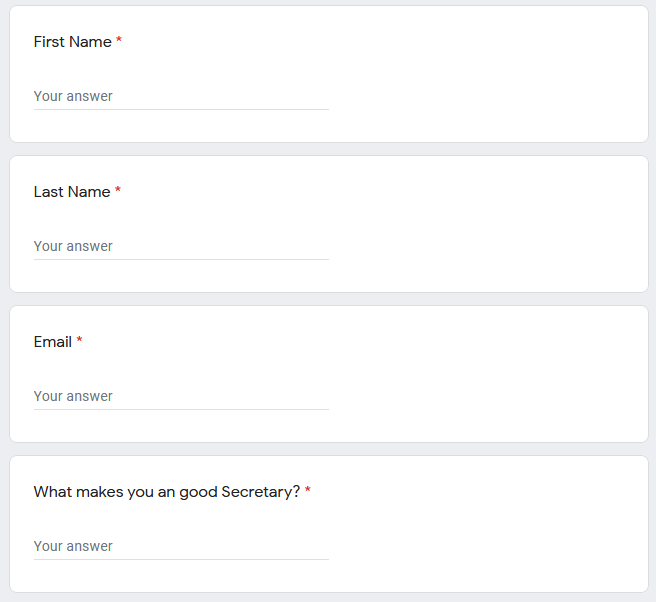 First Name *
Your answer
Last Name *
Your answer
Email *
Your answer
What makes you an good Secretary? *
Your answer